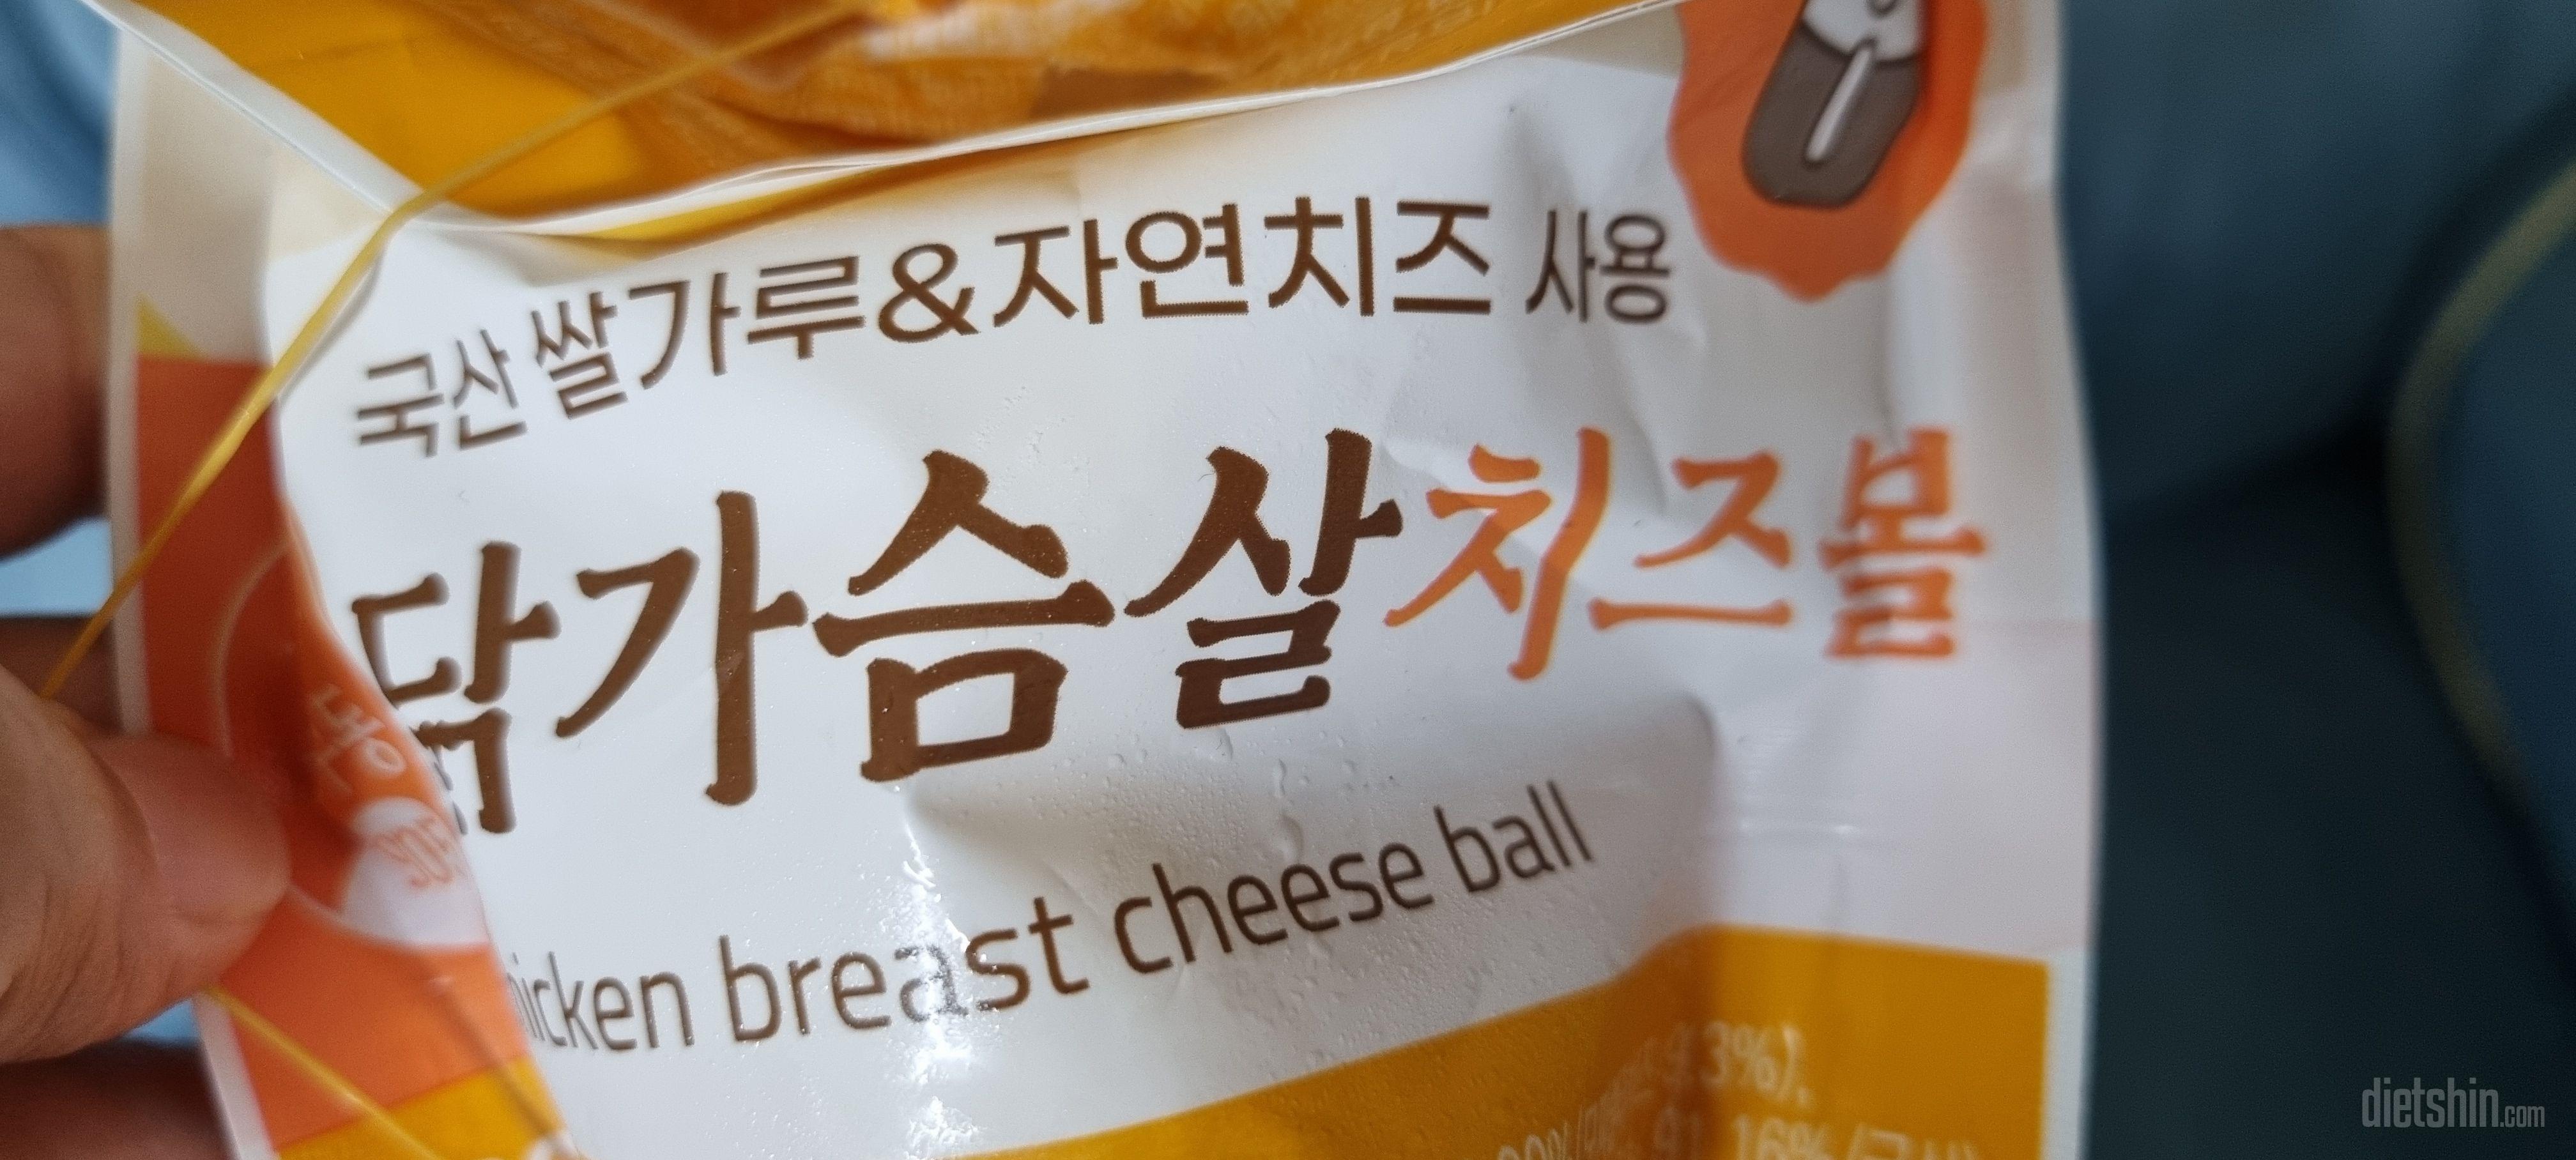 국산 쌀가루&자연치즈 사용
닭가슴살치즈볼
chicken breast cheese ball
dietshin.com